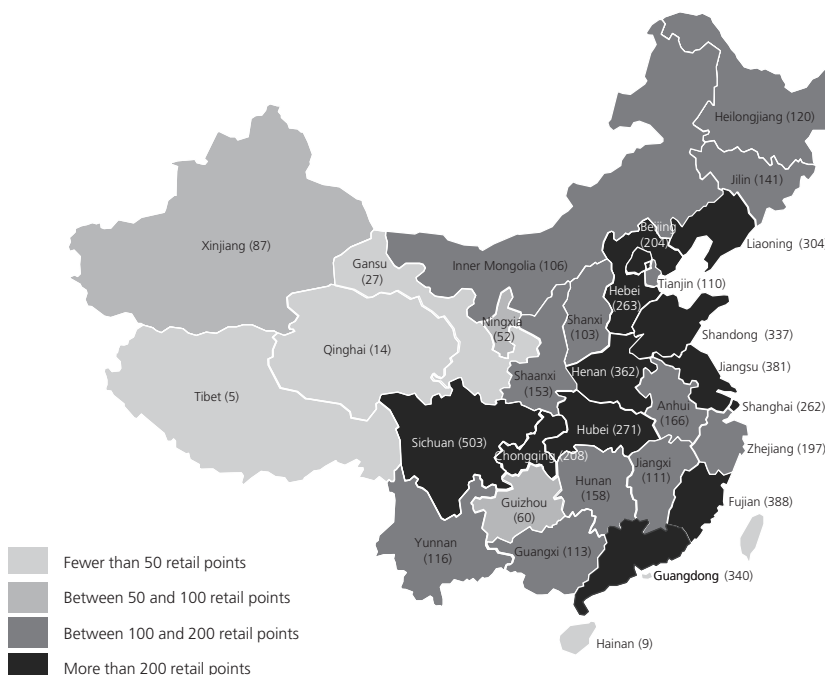 Heilongjiang (120)
Jilin (141)
Beijing
(204)
Liaoning (304
Xinjiang (87)
Gansu
(27)
Inner Mongolia (106)
Tianjin (110)
Hebei
(263)
Ningxia
(52)
Shanxi
(103)
Shandong (337)
Qinghai (14)
Jiangsu (381)
Henan (362)
Shaanxi
(153)
Tibet (5)
Anhui
(166)
Shanghai (262)
Sichuan (503)
Hubei (271)
Zhejiang (197)
Chongqing (208)
Jiangxi
(111)
Hunan
(158)
Guizhou
(60)
Fujian (388)
Yunnan
(116)
Guangxi (113)
Guangdong (340)
Hainan (9)
Fewer than 50 retail points
Between 50 and 100 retail points
Between 100 and 200 retail points
More than 200 retail points